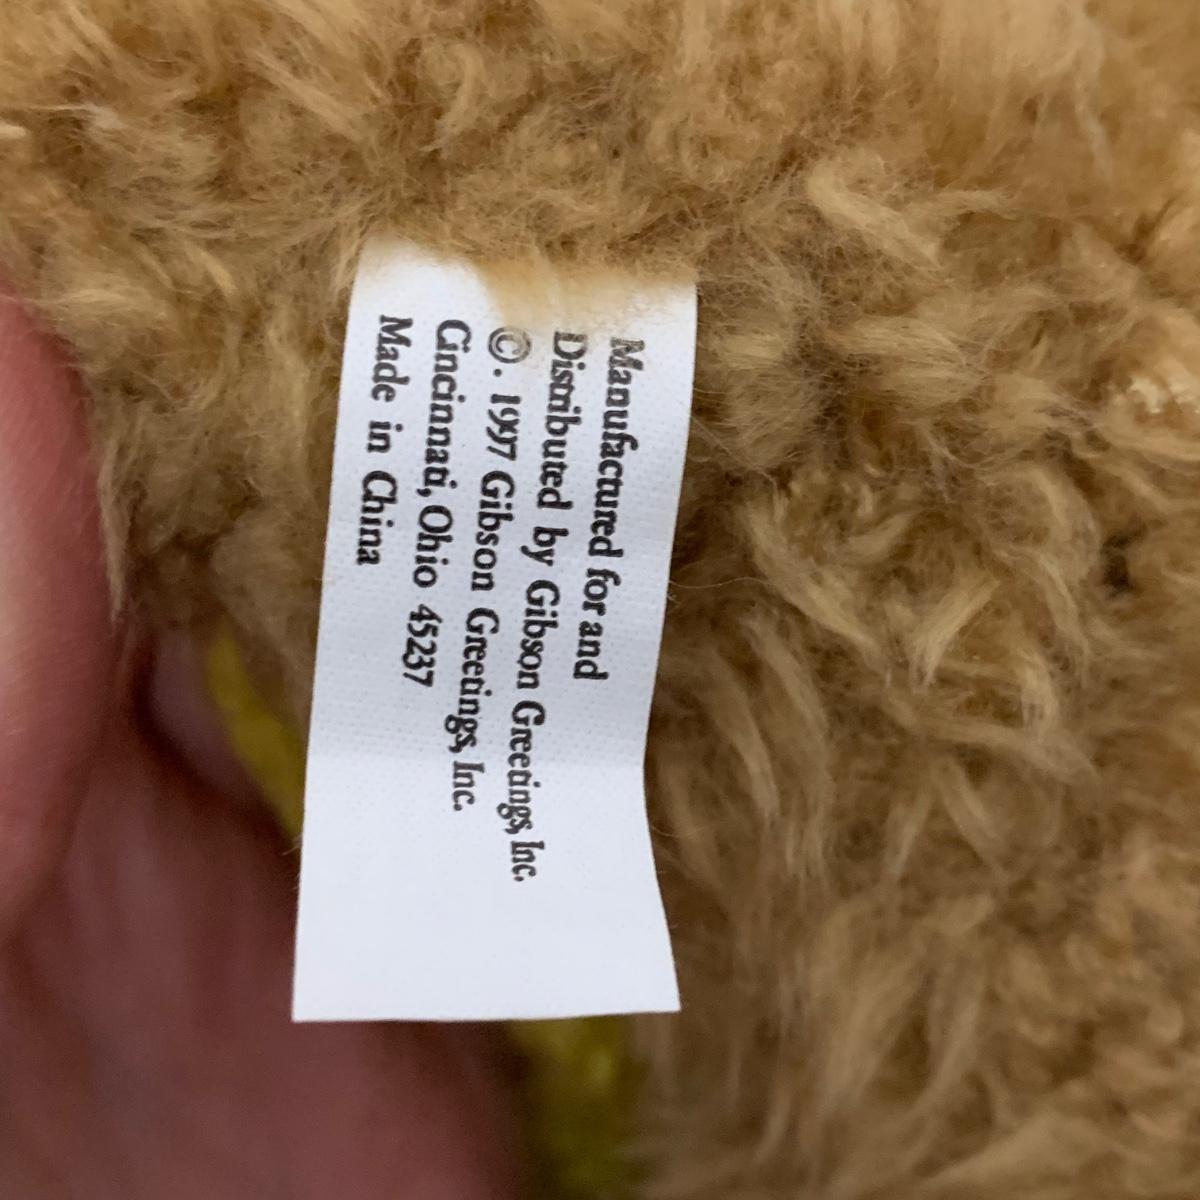 Manufactured for and
Distributed by Gibson Greetings, Inc.
©. 1997 Gibson Greetings, Inc.
Cincinnati, Ohio 45237
Made in China